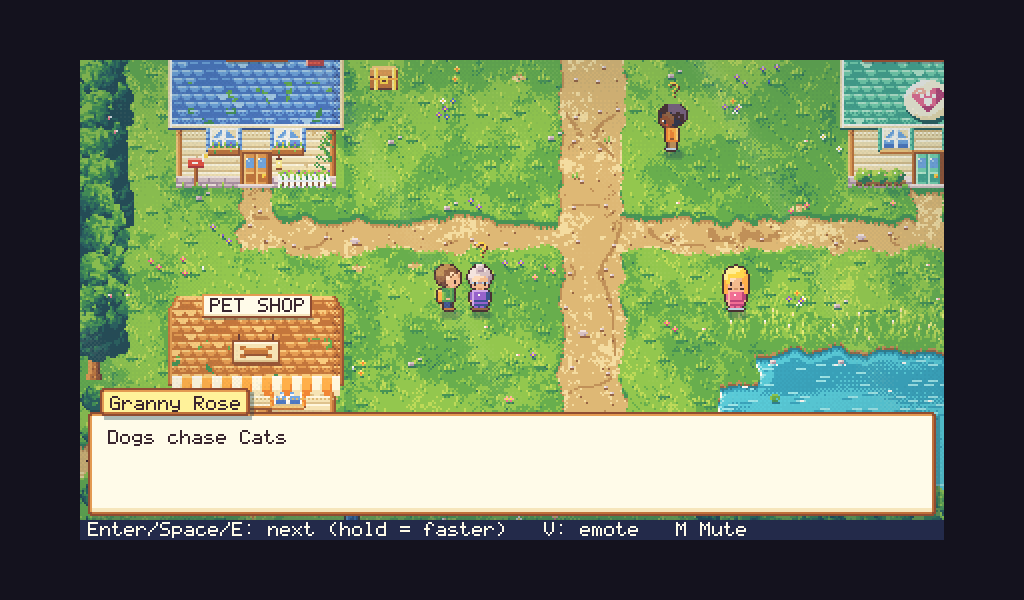 PET SHOP
Granny Rose
Dogs chase Cats
Enter/Space/E: next (hold = faster) V: emote M Mute